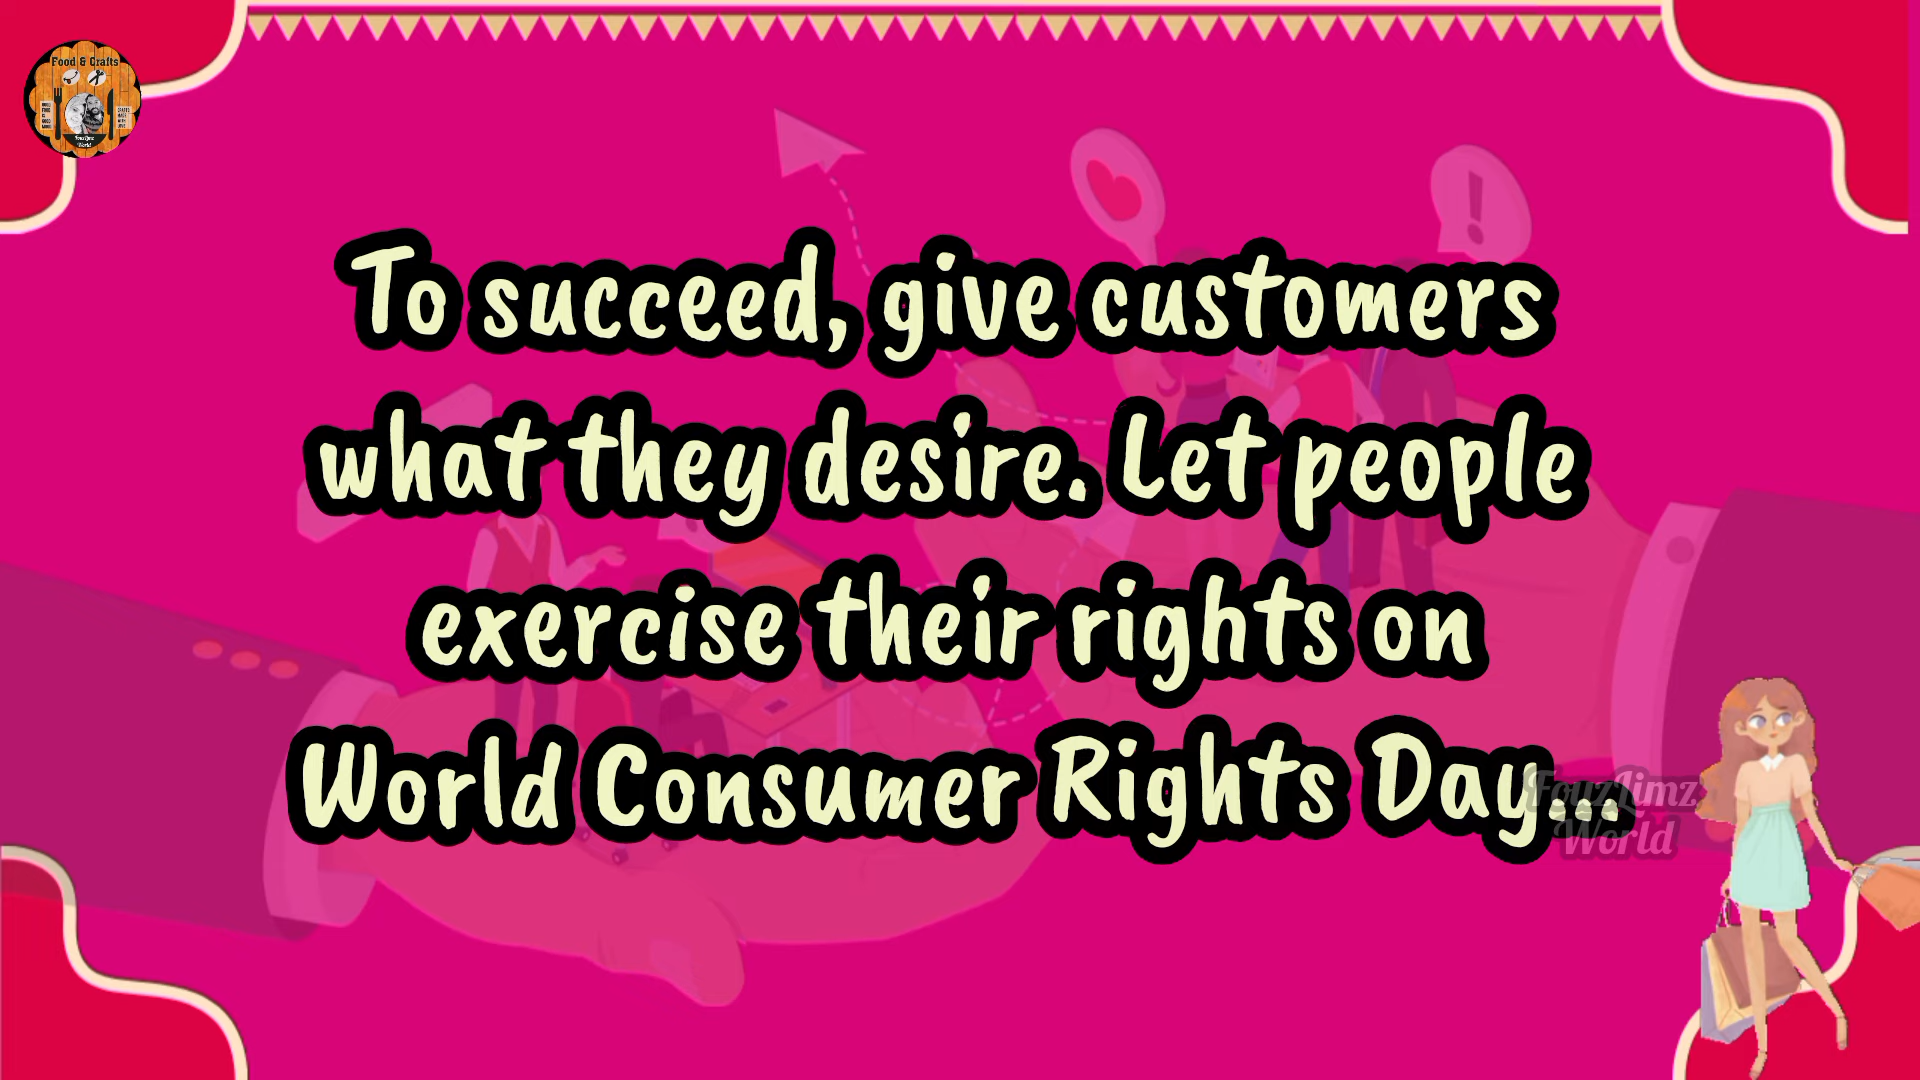 Food & Crafts
To succeed, give customers
what they desire. Let people
exercise their rights on
World Consumer Rights Day...
FouzLimz
World